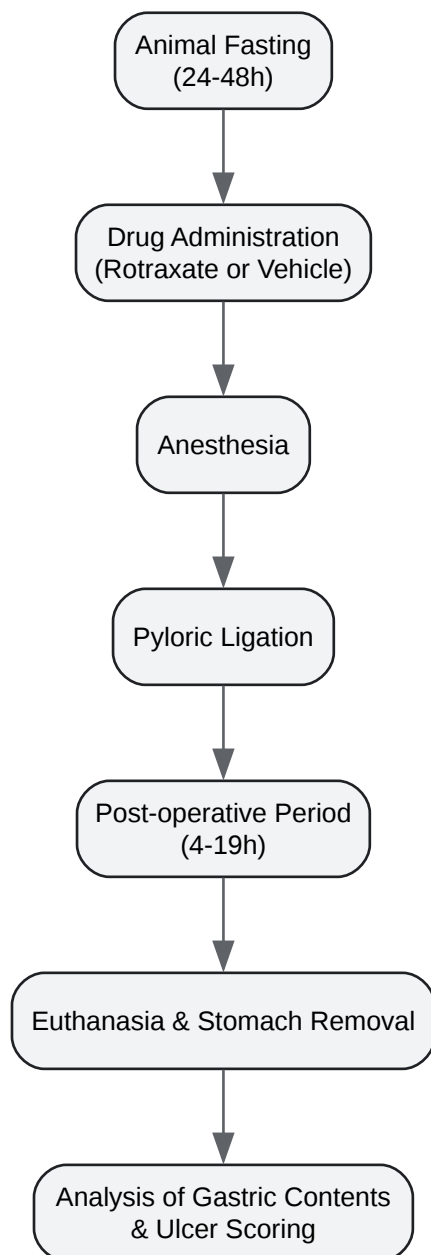 Animal Fasting
(24-48h)
Drug Administration
(Rotraxate or Vehicle)
Anesthesia
Pyloric Ligation
Post-operative Period
(4-19h)
Euthanasia & Stomach Removal
Analysis of Gastric Contents
& Ulcer Scoring